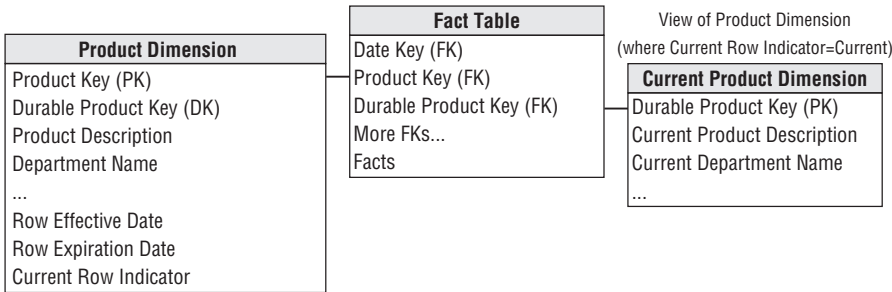 Product Dimension
Product Key (PK)
Durable Product Key (DK)
Product Description
Department Name
...
Row Effective Date
Row Expiration Date
Current Row Indicator
Fact Table
Date Key (FK)
Product Key (FK)
Durable Product Key (FK)
More FKs...
Facts
View of Product Dimension
(where Current Row Indicator=Current)
Current Product Dimension
Durable Product Key (PK)
Current Product Description
Current Department Name
...